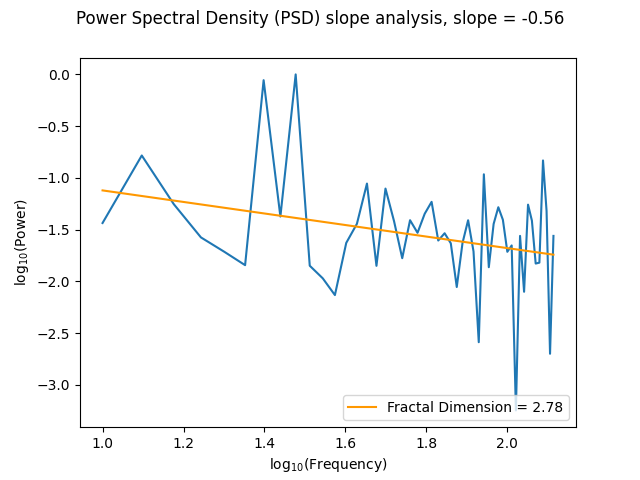 Power Spectral Density (PSD) slope analysis, slope = -0.56
0.0
−0.5
−1.0
−1.5
−2.0
−2.5
−3.0
log₁₀(Power)
Fractal Dimension = 2.78
1.0 1.2 1.4 1.6 1.8 2.0
log₁₀(Frequency)